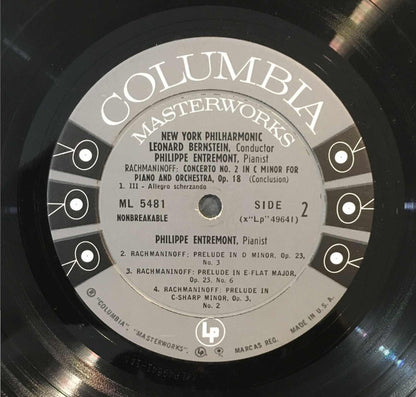 COLUMBIA
MASTERWORKS
NEW YORK PHILHARMONIC
LEONARD BERNSTEIN, Conductor
PHILIPPE ENTREMONT, Pianist
RACHMANINOFF: CONCERTO NO. 2 IN C MINOR FOR
PIANO AND ORCHESTRA, Op. 18 (Conclusion)
1. III - Allegro scherzando
ML 5481
SIDE 2
NONBREAKABLE
(x"Lp"49641)
PHILIPPE ENTREMONT, Pianist
2. RACHMANINOFF: PRELUDE IN D MINOR, Op. 23,
No. 3
3. RACHMANINOFF: PRELUDE IN E-FLAT MAJOR,
Op. 23, No. 6
4. RACHMANINOFF: PRELUDE IN
C-SHARP MINOR, Op. 3,
No. 2
Lp
® "COLUMBIA", "MASTERWORKS", MARCAS REG. MADE IN U.S.A.